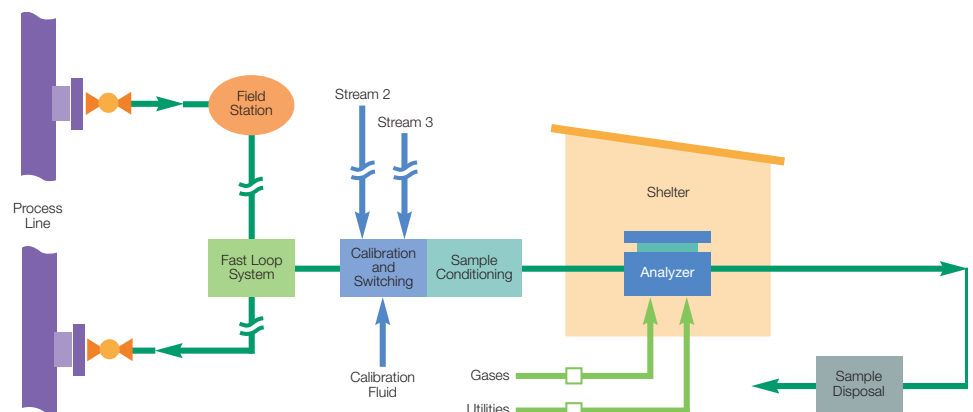 Field
Station
Stream 2
Stream 3
Shelter
Process
Line
Fast Loop
System
Calibration
and
Switching
Sample
Conditioning
Analyzer
Calibration
Fluid
Gases
Utilities
Sample
Disposal